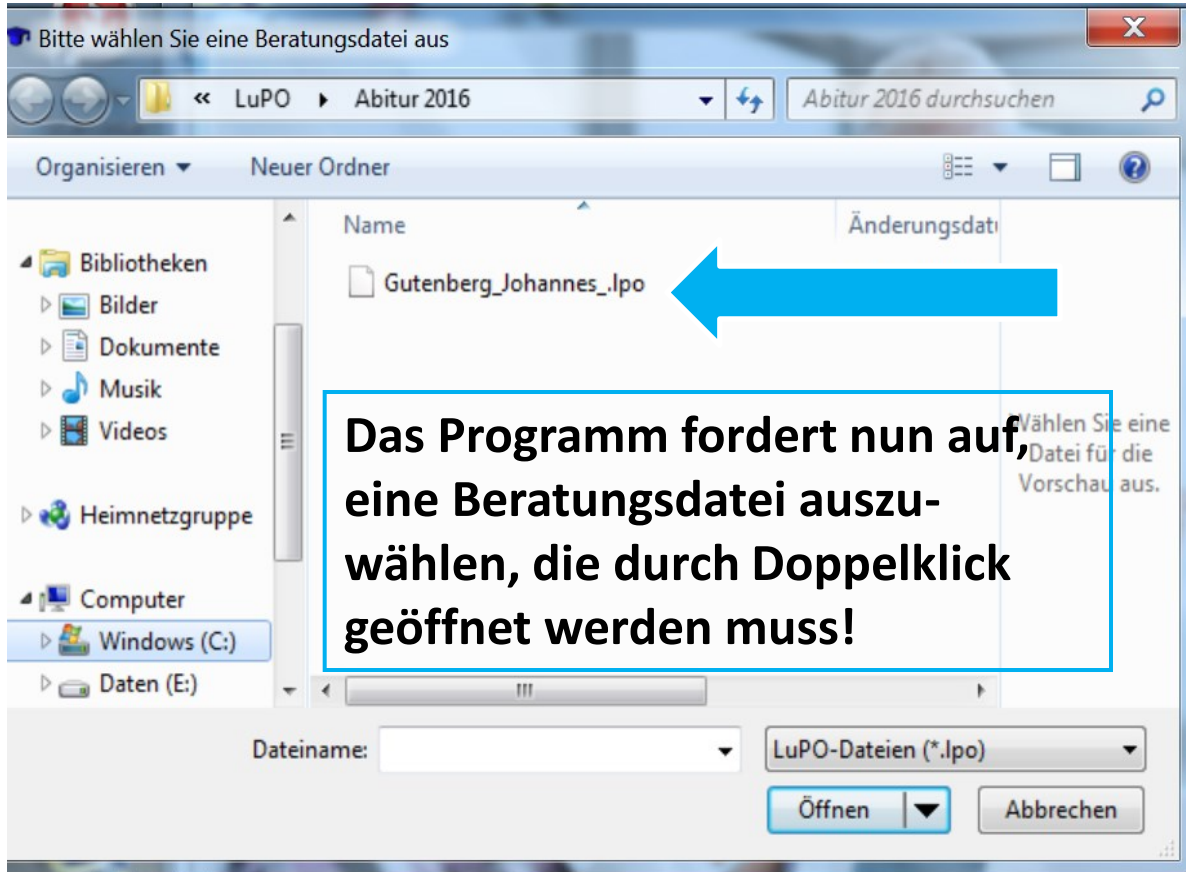 Bitte wählen Sie eine Beratungsdatei aus
« LuPO Abitur 2016
Abitur 2016 durchsuchen
Organisieren
Neuer Ordner
Name
Änderungsdatu
Bibliotheken
Bilder
Dokumente
Musik
Videos
Heimnetzgruppe
Computer
Windows (C:)
Daten (E:)
Gutenberg_Johannes_.lpo
Das Programm fordert nun auf,
eine Beratungsdatei auszu-
wählen, die durch Doppelklick
geöffnet werden muss!
Wählen Sie eine
Datei für die
Vorschau aus.
Dateiname:
LuPO-Dateien (*.lpo)
Öffnen
Abbrechen